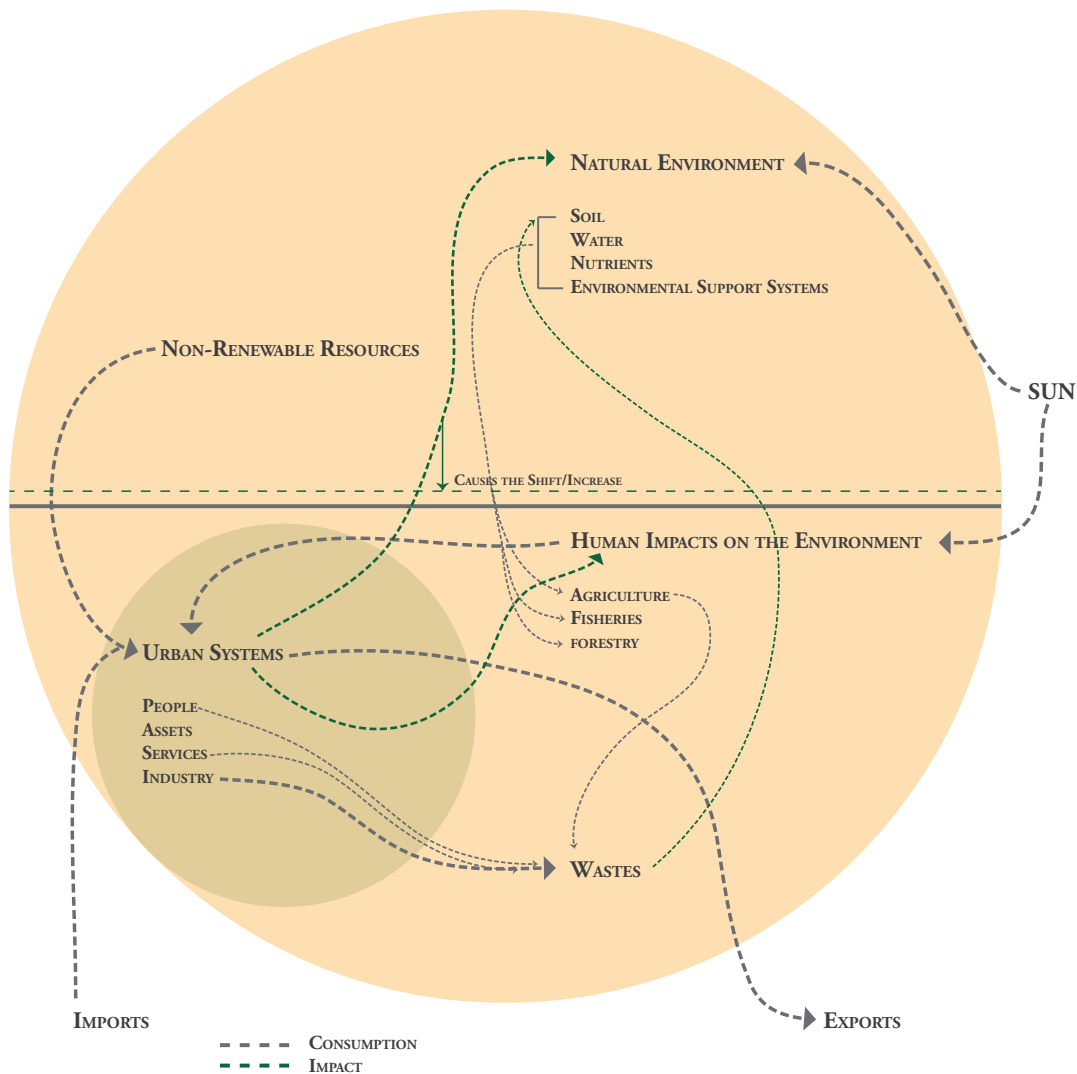 Natural Environment
Soil
Water
Nutrients
Environmental Support Systems
Non-Renewable Resources
SUN
Causes the Shift/Increase
Human Impacts on the Environment
Agriculture
Fisheries
forestry
Urban Systems
People
Assets
Services
Industry
Wastes
Imports
Exports
Consumption
Impact